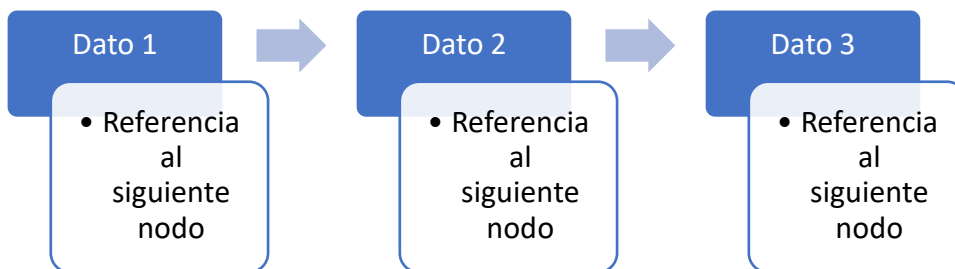 Dato 1
• Referencia
al
siguiente
nodo
Dato 2
• Referencia
al
siguiente
nodo
Dato 3
• Referencia
al
siguiente
nodo